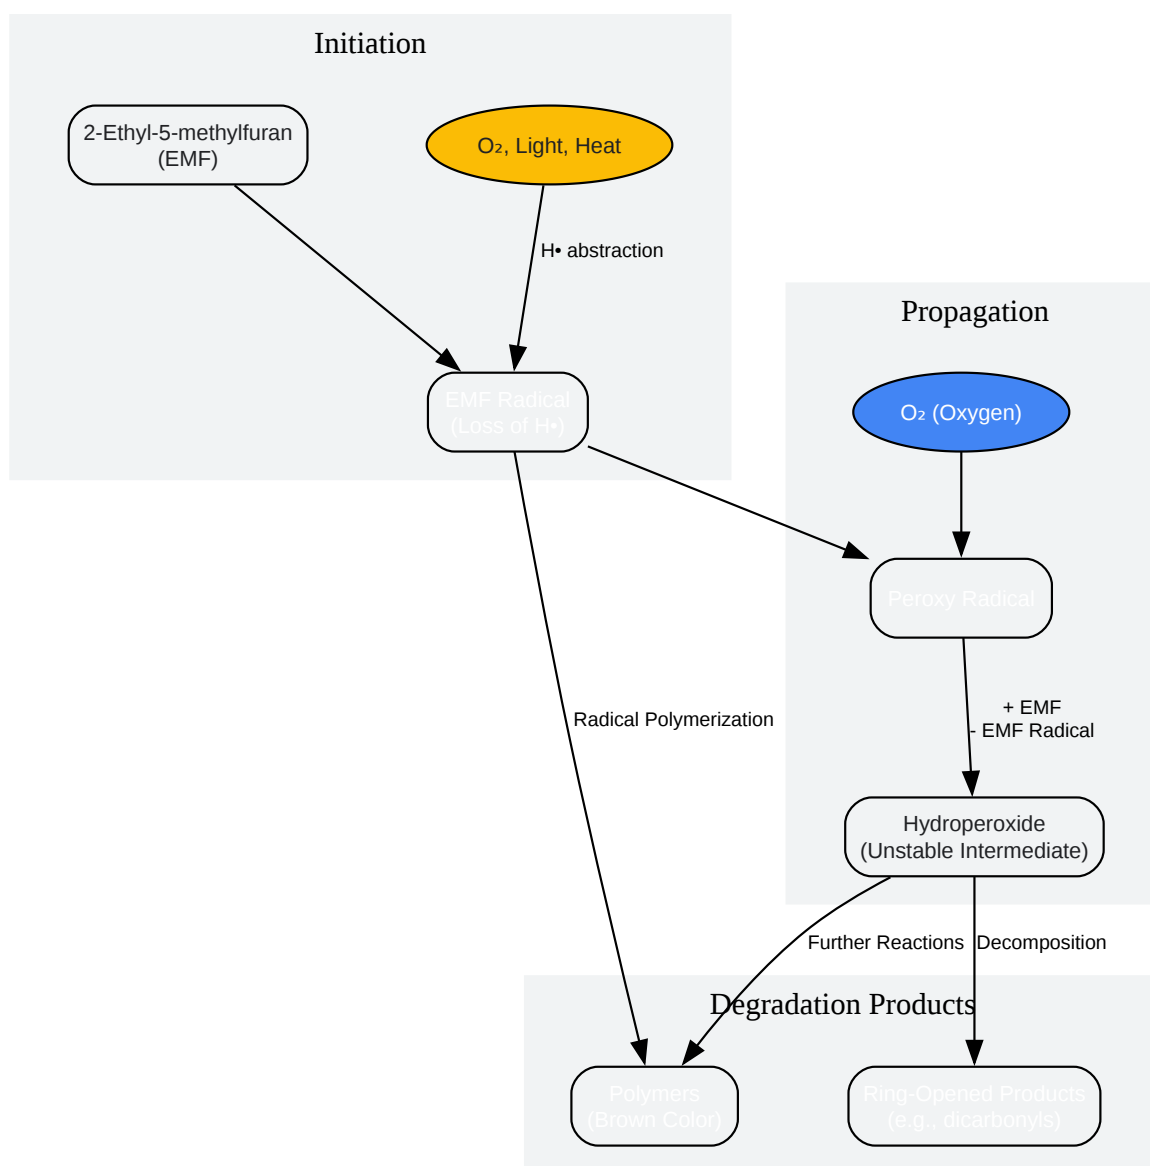 Initiation
2-Ethyl-5-methylfuran
(EMF)
O₂, Light, Heat
H• abstraction
EMF Radical
(Loss of H•)
Propagation
O₂ (Oxygen)
Peroxy Radical
+ EMF
- EMF Radical
Radical Polymerization
Hydroperoxide
(Unstable Intermediate)
Further Reactions
Decomposition
Degradation Products
Polymers
(Brown Color)
Ring-Opened Products
(e.g., dicarbonyls)